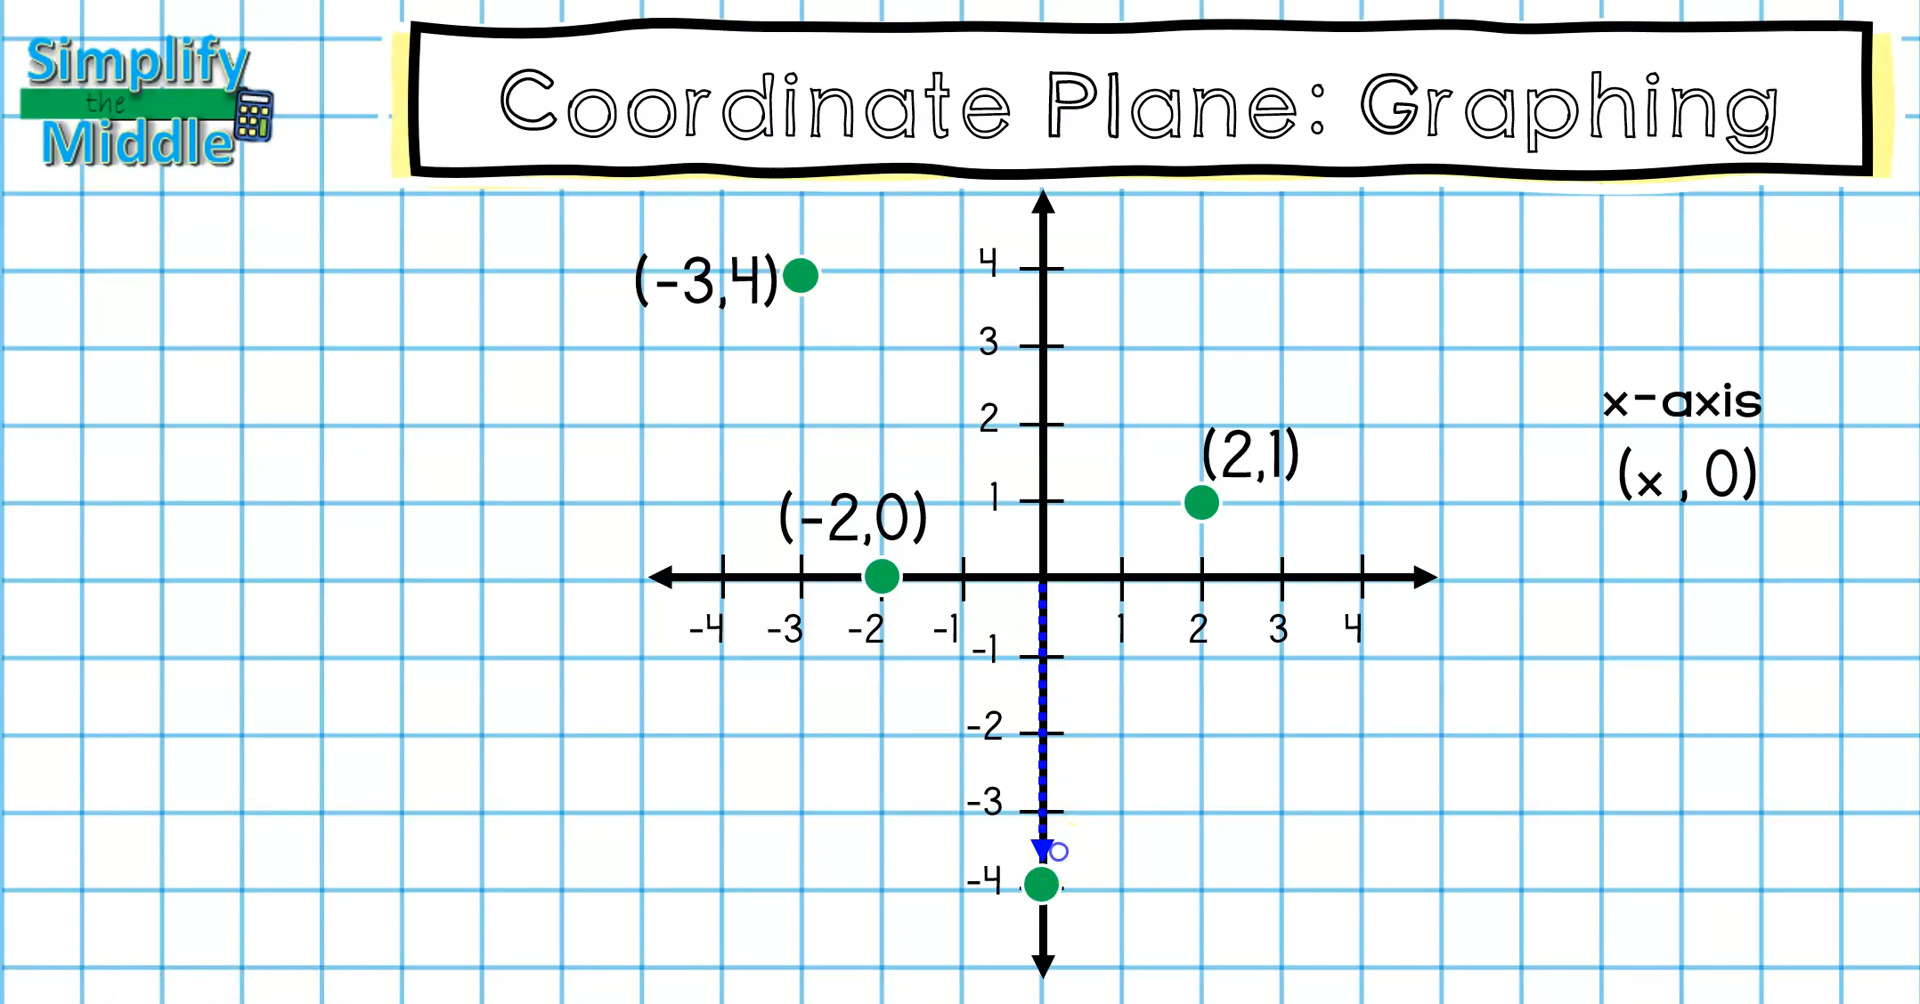 Simplify
the
Middle
Coordinate Plane: Graphing
(-3,4)
4
3
2
1
(2,1)
(-2,0)
x-axis
(x , 0)
-4 -3 -2 -1 1 2 3 4
-1
-2
-3
-4